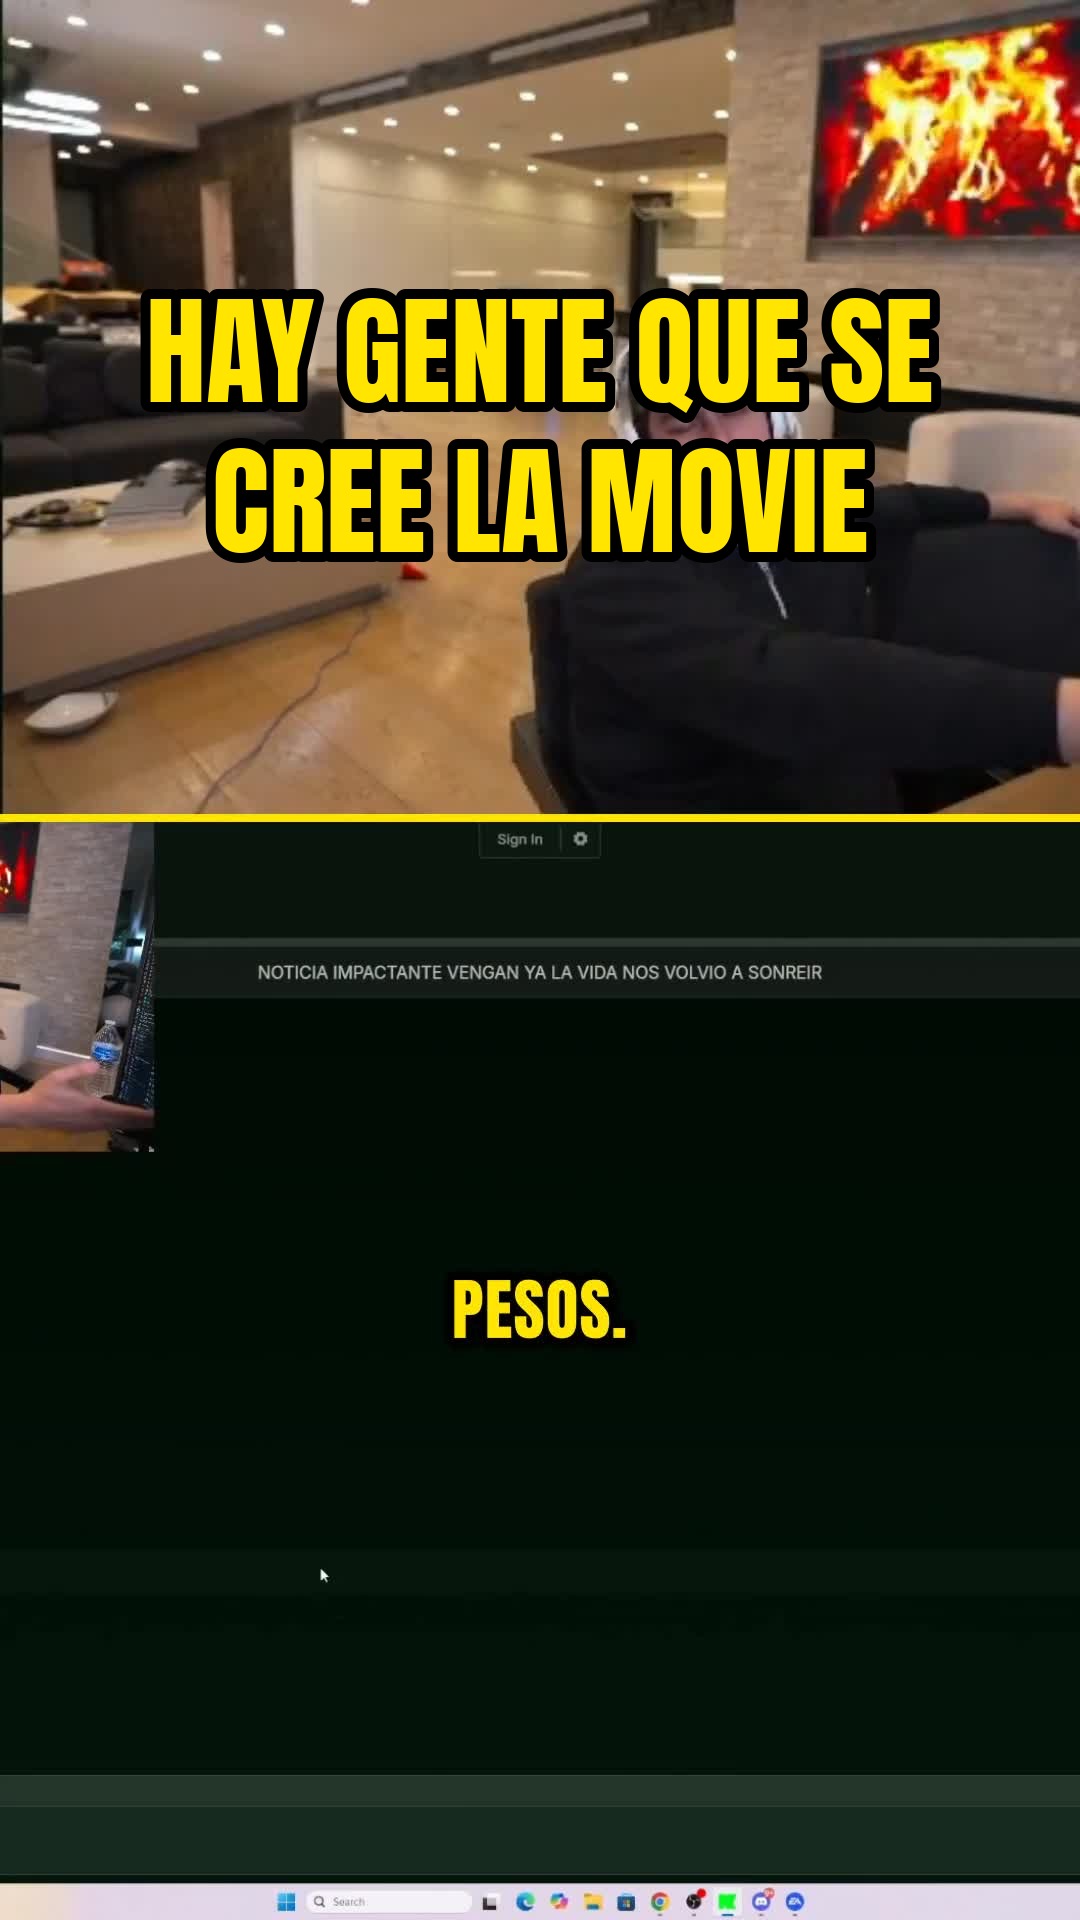 HAY GENTE QUE SE
CREE LA MOVIE
Sign In
NOTICIA IMPACTANTE VENGAN YA LA VIDA NOS VOLVIO A SONREIR
PESOS.
Search